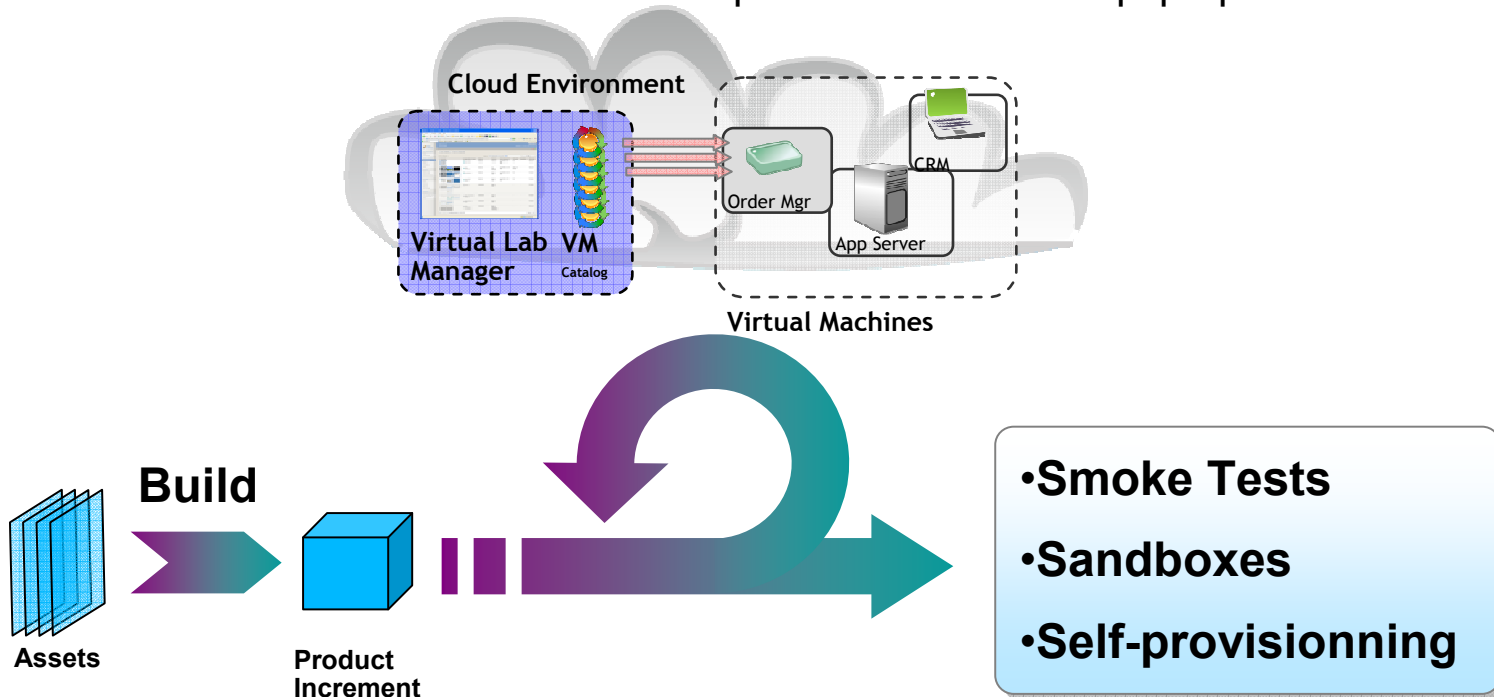 Cloud Environment
Virtual Lab
Manager
VM
Catalog
Order Mgr
App Server
CRM
Virtual Machines
Build
Assets
Product
Increment
•Smoke Tests
•Sandboxes
•Self-provisionning